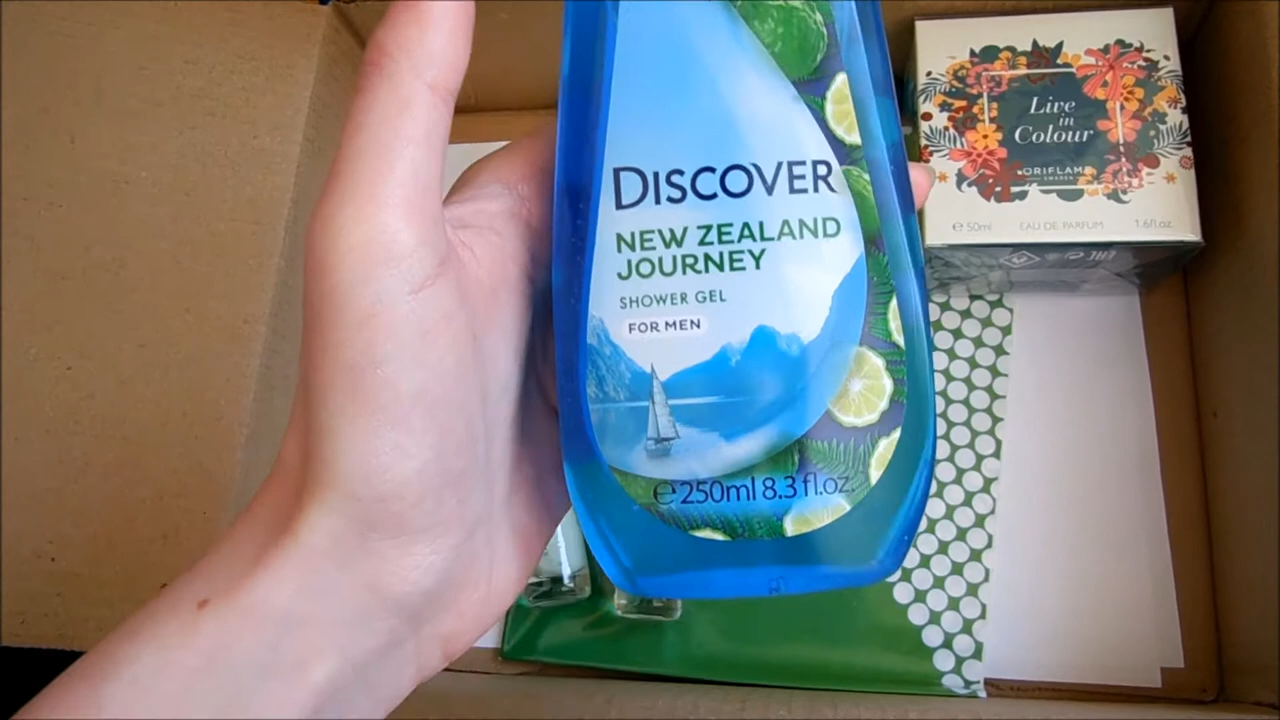 DISCOVER
NEW ZEALAND
JOURNEY
SHOWER GEL
FOR MEN
e 250ml 8.3 fl.oz.
Live
in
Colour
ORIFLAME
SWEDEN
e 50ml EAU DE PARFUM 1.6fl.oz.
EAC